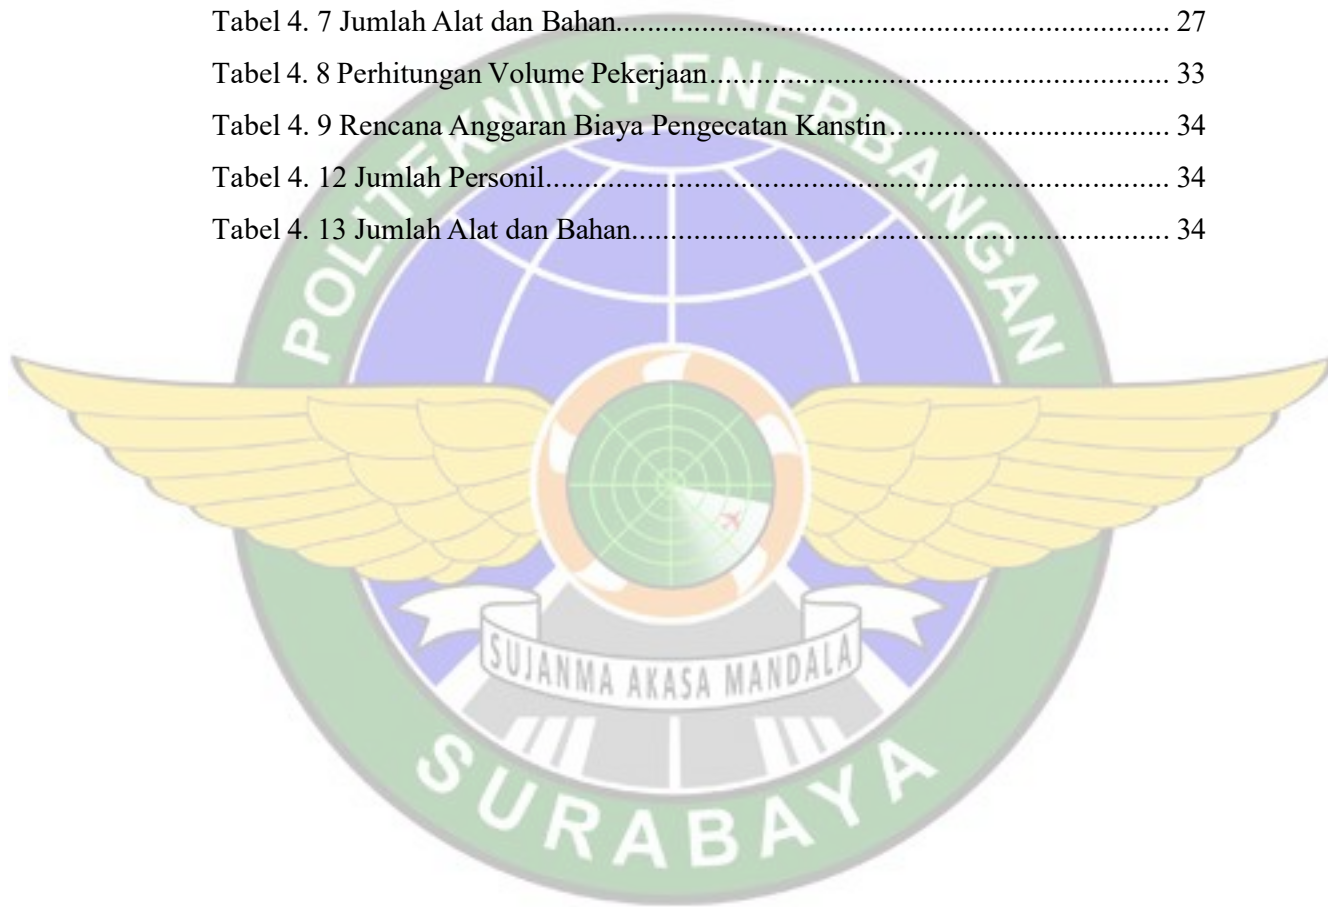 Tabel 4. 7 Jumlah Alat dan Bahan.................................................................................. 27
Tabel 4. 8 Perhitungan Volume Pekerjaan..................................................................... 33
Tabel 4. 9 Rencana Anggaran Biaya Pengecatan Kanstin.............................................. 34
Tabel 4. 12 Jumlah Personil............................................................................................ 34
Tabel 4. 13 Jumlah Alat dan Bahan................................................................................ 34
POLITEKNIK PENERBANGAN
SUJANMA AKASA MANDALA
SURABAYA